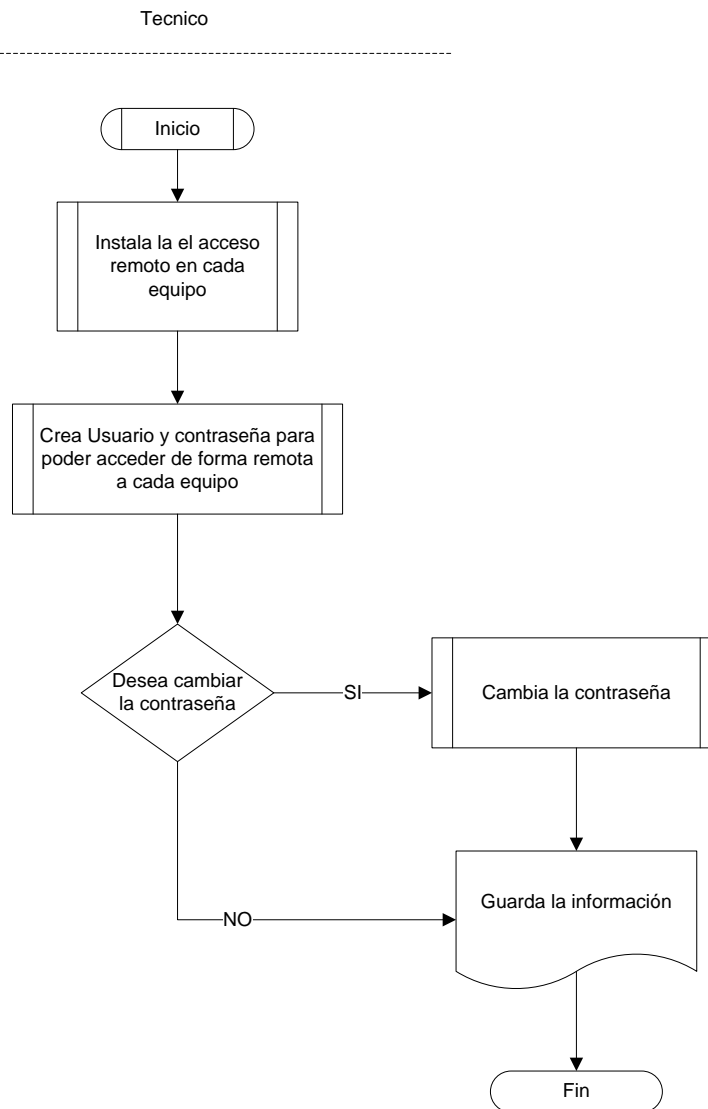 Tecnico
Inicio
Instala la el acceso
remoto en cada
equipo
Crea Usuario y contraseña para
poder acceder de forma remota
a cada equipo
Desea cambiar
la contraseña
SI
Cambia la contraseña
NO
Guarda la información
Fin